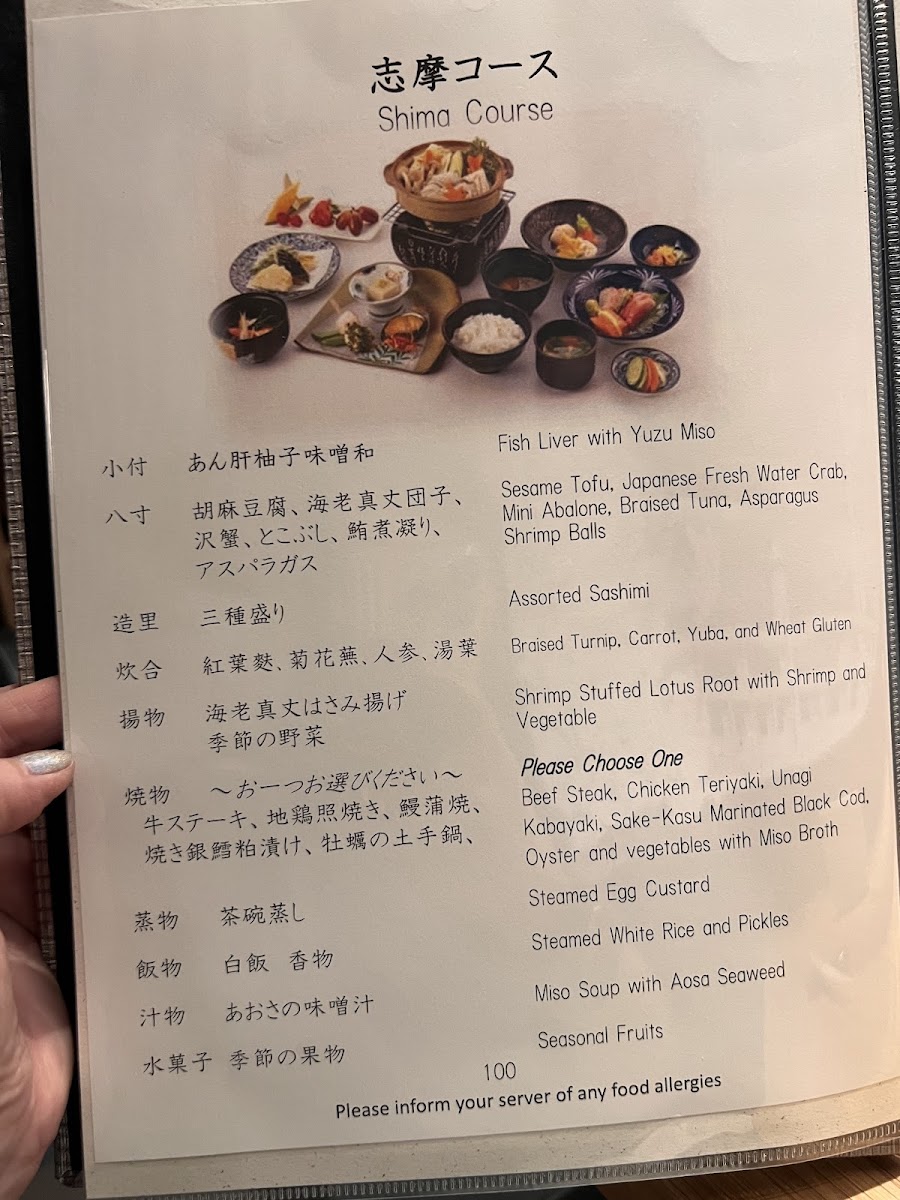 志摩コース
Shima Course
小付 あん肝柚子味噌和
Fish Liver with Yuzu Miso
八寸 胡麻豆腐、海老真丈団子、
沢蟹、とこぶし、鮪煮凝り、
アスパラガス
Sesame Tofu, Japanese Fresh Water Crab,
Mini Abalone, Braised Tuna, Asparagus
Shrimp Balls
造里 三種盛り
Assorted Sashimi
炊合 紅葉麩、菊花蕪、人参、湯葉
Braised Turnip, Carrot, Yuba, and Wheat Gluten
揚物 海老真丈はさみ揚げ
季節の野菜
Shrimp Stuffed Lotus Root with Shrimp and
Vegetable
焼物 ～お一つお選びください～
牛ステーキ、地鶏照焼き、鰻蒲焼、
焼き銀鱈粕漬け、牡蠣の土手鍋、
Please Choose One
Beef Steak, Chicken Teriyaki, Unagi
Kabayaki, Sake-Kasu Marinated Black Cod,
Oyster and vegetables with Miso Broth
蒸物 茶碗蒸し
Steamed Egg Custard
飯物 白飯 香物
Steamed White Rice and Pickles
汁物 あおさの味噌汁
Miso Soup with Aosa Seaweed
水菓子 季節の果物
Seasonal Fruits
100
Please inform your server of any food allergies